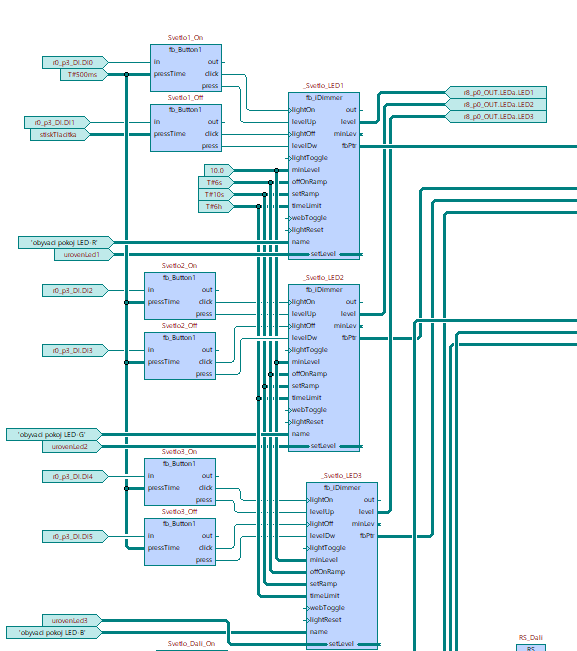 Svetlo1_On
fb_Button1
r0_p3_DI.DI0
in
out
T#500ms
pressTime
click
press
Svetlo1_Off
fb_Button1
r0_p3_DI.DI1
in
out
stiskTlacitka
pressTime
click
press
_Svetlo_LED1
fb_iDimmer
lightOn
out
levelUp
level
lightOff
minLev
levelDw
fbPtr
lightToggle
minLevel
offOnRamp
setRamp
timeLimit
webToggle
lightReset
name
setLevel
r8_p0_OUT.LEDa.LED1
r8_p0_OUT.LEDa.LED2
r8_p0_OUT.LEDa.LED3
10.0
T#6s
T#10s
T#6h
'obyvaci pokoj LED-R'
urovenLed1
Svetlo2_On
fb_Button1
r0_p3_DI.DI2
in
out
pressTime
click
press
Svetlo2_Off
fb_Button1
r0_p3_DI.DI3
in
out
pressTime
click
press
_Svetlo_LED2
fb_iDimmer
lightOn
out
levelUp
level
lightOff
minLev
levelDw
fbPtr
lightToggle
minLevel
offOnRamp
setRamp
timeLimit
webToggle
lightReset
name
setLevel
'obyvaci pokoj LED-G'
urovenLed2
Svetlo3_On
fb_Button1
r0_p3_DI.DI4
in
out
pressTime
click
press
Svetlo3_Off
fb_Button1
r0_p3_DI.DI5
in
out
pressTime
click
press
_Svetlo_LED3
fb_iDimmer
lightOn
out
levelUp
level
lightOff
minLev
levelDw
fbPtr
lightToggle
minLevel
offOnRamp
setRamp
timeLimit
webToggle
lightReset
name
setLevel
urovenLed3
'obyvaci pokoj LED-B'
Svetlo_Dali_On
RS_Dali
RS